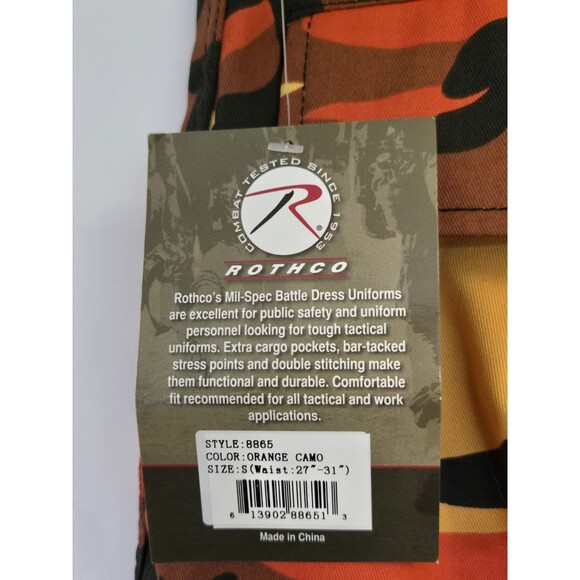 COMBAT TESTED SINCE 1953
R
®
ROTHCO
Rothco's Mil-Spec Battle Dress Uniforms
are excellent for public safety and uniform
personnel looking for tough tactical
uniforms. Extra cargo pockets, bar-tacked
stress points and double stitching make
them functional and durable. Comfortable
fit recommended for all tactical and work
applications.
STYLE:8865
COLOR:ORANGE CAMO
SIZE:S(Waist:27"-31")
6 13902 88651 3
Made in China